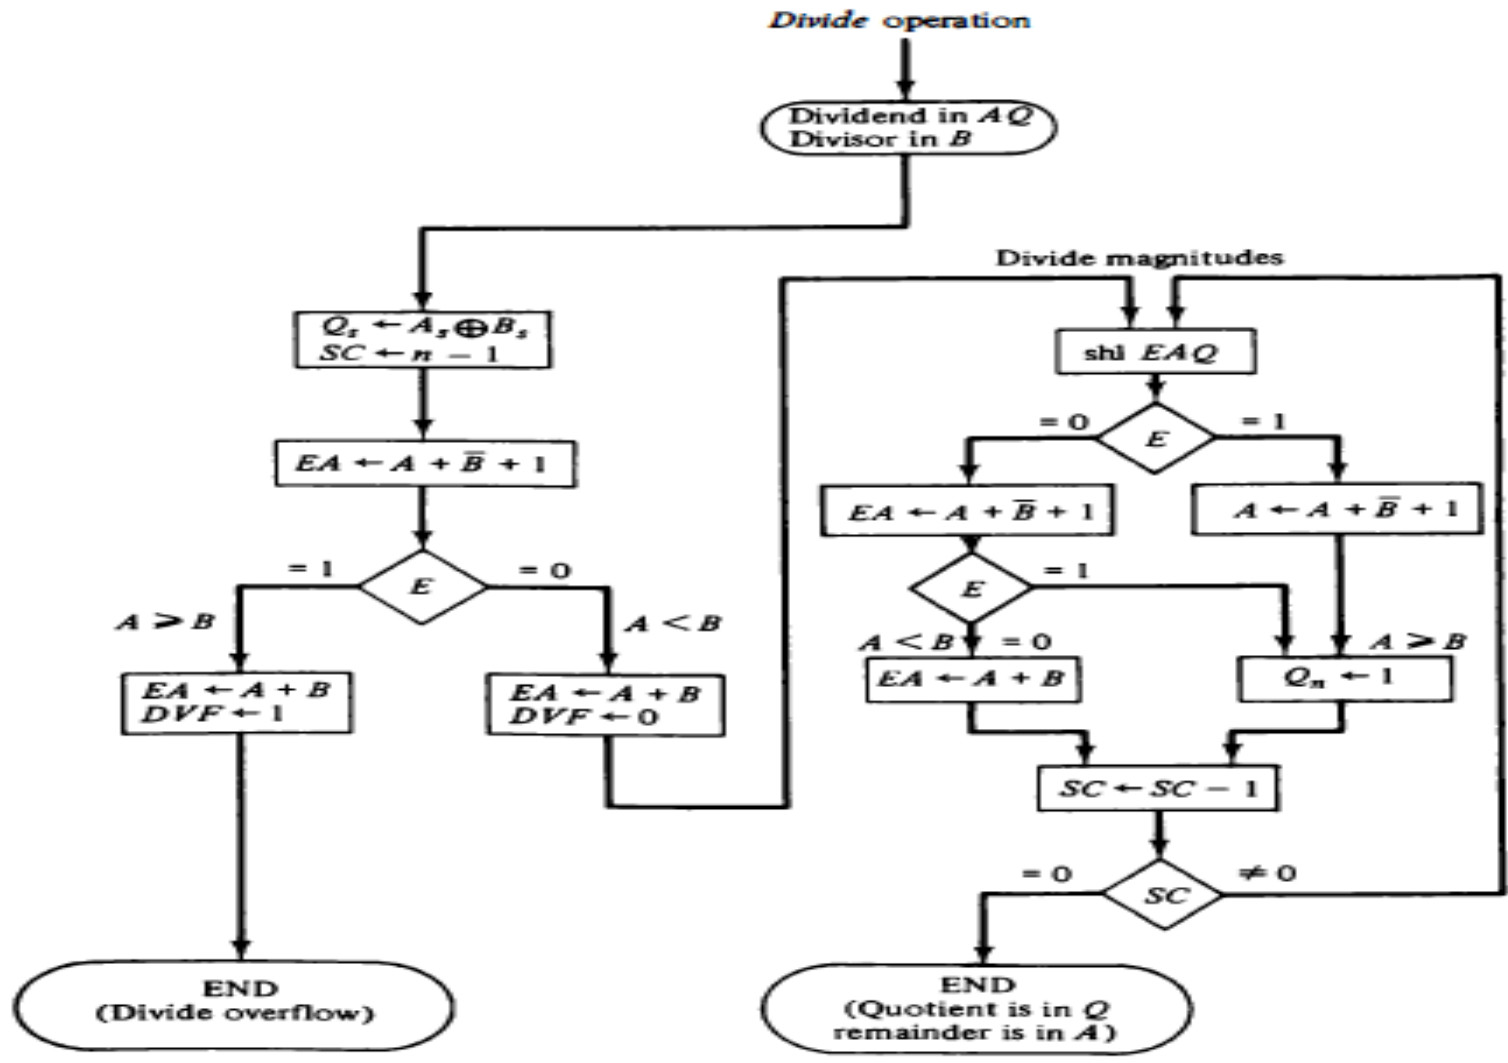 Divide operation
Dividend in AQ
Divisor in B
Qₛ ← Aₛ ⊕ Bₛ
SC ← n − 1
EA ← A + B̅ + 1
E
= 1
= 0
A ⩾ B
A < B
EA ← A + B
DVF ← 1
EA ← A + B
DVF ← 0
END
(Divide overflow)
Divide magnitudes
shl EAQ
E
= 0
= 1
EA ← A + B̅ + 1
A ← A + B̅ + 1
E
= 1
A < B
= 0
A ⩾ B
EA ← A + B
Qₙ ← 1
SC ← SC − 1
SC
= 0
≠ 0
END
(Quotient is in Q
remainder is in A)